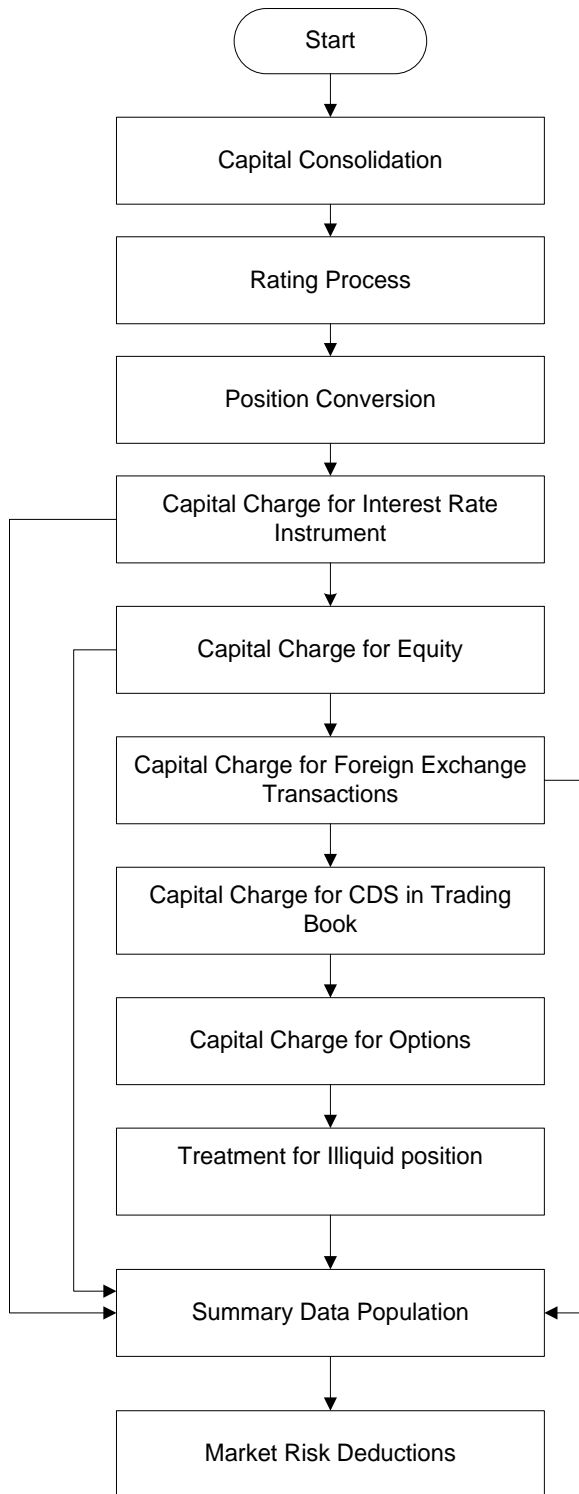 Start
Capital Consolidation
Rating Process
Position Conversion
Capital Charge for Interest Rate
Instrument
Capital Charge for Equity
Capital Charge for Foreign Exchange
Transactions
Capital Charge for CDS in Trading
Book
Capital Charge for Options
Treatment for Illiquid position
Summary Data Population
Market Risk Deductions